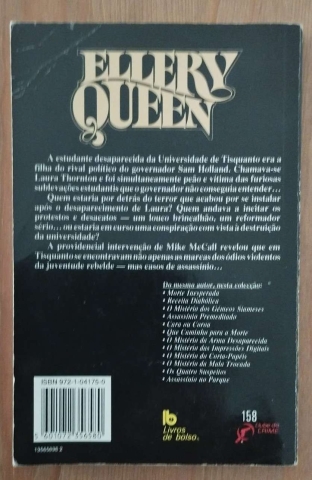 ELLERY
QUEEN
A estudante desaparecida da Universidade de Tisquanto era a
filha do rival político do governador Sam Holland. Chamava-se
Laura Thornton e foi simultaneamente peão e vítima das furiosas
sublevações estudantis que o governador não conseguia entender...
Quem estaria por detrás do terror que acabou por se instalar
após o desaparecimento de Laura? Quem andava a incitar os
protestos e desacatos — um louco brincalhão, um reformador
sério... ou estaria em curso uma conspiração com vista à destruição
da universidade?
A providencial intervenção de Mike McCall revelou que em
Tisquanto se encontravam não apenas as marcas dos ódios violentos
da juventude rebelde — mas casos de assassínio...
Do mesmo autor, nesta colecção:
• Morte Inesperada
• Receita Diabólica
• O Mistério dos Gémeos Siameses
• Assassínio Premeditado
• Cara ou Coroa
• Que Caminho para a Morte
• O Mistério da Arma Desaparecida
• O Mistério das Impressões Digitais
• O Mistério do Corta-Papéis
• O Mistério da Mala Trocada
• Os Quatro Suspeitos
• Assassínio no Parque
ISBN 972-1-04175-5
5 601072 356580
lb
Livros
de bolso
158
clube do
CRIME